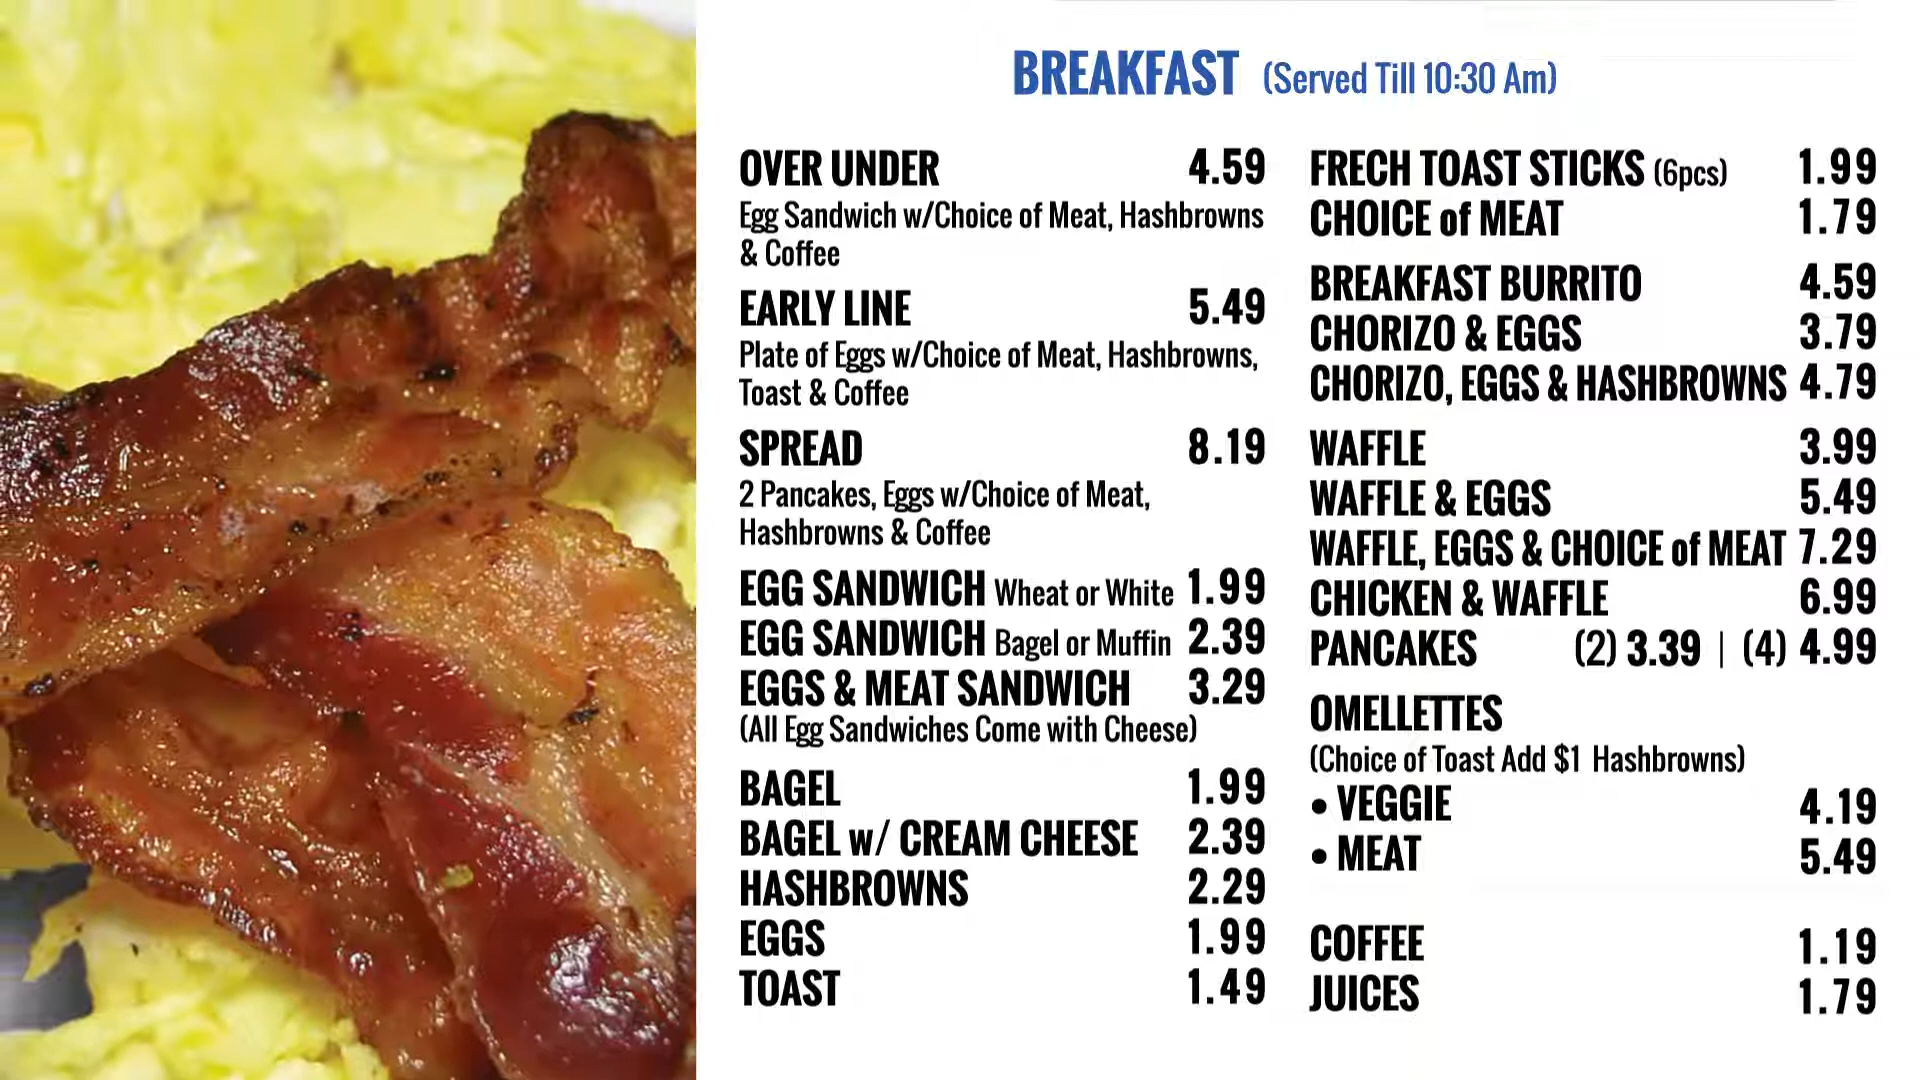 BREAKFAST (Served Till 10:30 Am)
OVER UNDER 4.59
Egg Sandwich w/Choice of Meat, Hashbrowns
& Coffee
EARLY LINE 5.49
Plate of Eggs w/Choice of Meat, Hashbrowns,
Toast & Coffee
SPREAD 8.19
2 Pancakes, Eggs w/Choice of Meat,
Hashbrowns & Coffee
EGG SANDWICH Wheat or White 1.99
EGG SANDWICH Bagel or Muffin 2.39
EGGS & MEAT SANDWICH 3.29
(All Egg Sandwiches Come with Cheese)
BAGEL 1.99
BAGEL w/ CREAM CHEESE 2.39
HASHBROWNS 2.29
EGGS 1.99
TOAST 1.49
FRECH TOAST STICKS (6pcs) 1.99
CHOICE of MEAT 1.79
BREAKFAST BURRITO 4.59
CHORIZO & EGGS 3.79
CHORIZO, EGGS & HASHBROWNS 4.79
WAFFLE 3.99
WAFFLE & EGGS 5.49
WAFFLE, EGGS & CHOICE of MEAT 7.29
CHICKEN & WAFFLE 6.99
PANCAKES (2) 3.39 | (4) 4.99
OMELLETTES
(Choice of Toast Add $1 Hashbrowns)
• VEGGIE 4.19
• MEAT 5.49
COFFEE 1.19
JUICES 1.79